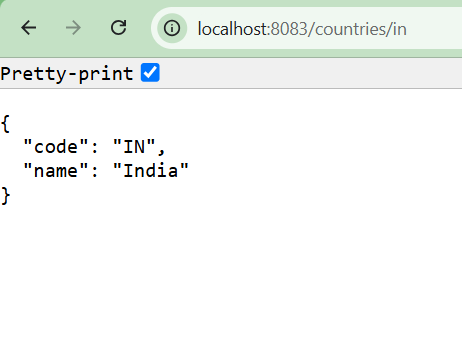 localhost:8083/countries/in
Pretty-print
{
  "code": "IN",
  "name": "India"
}